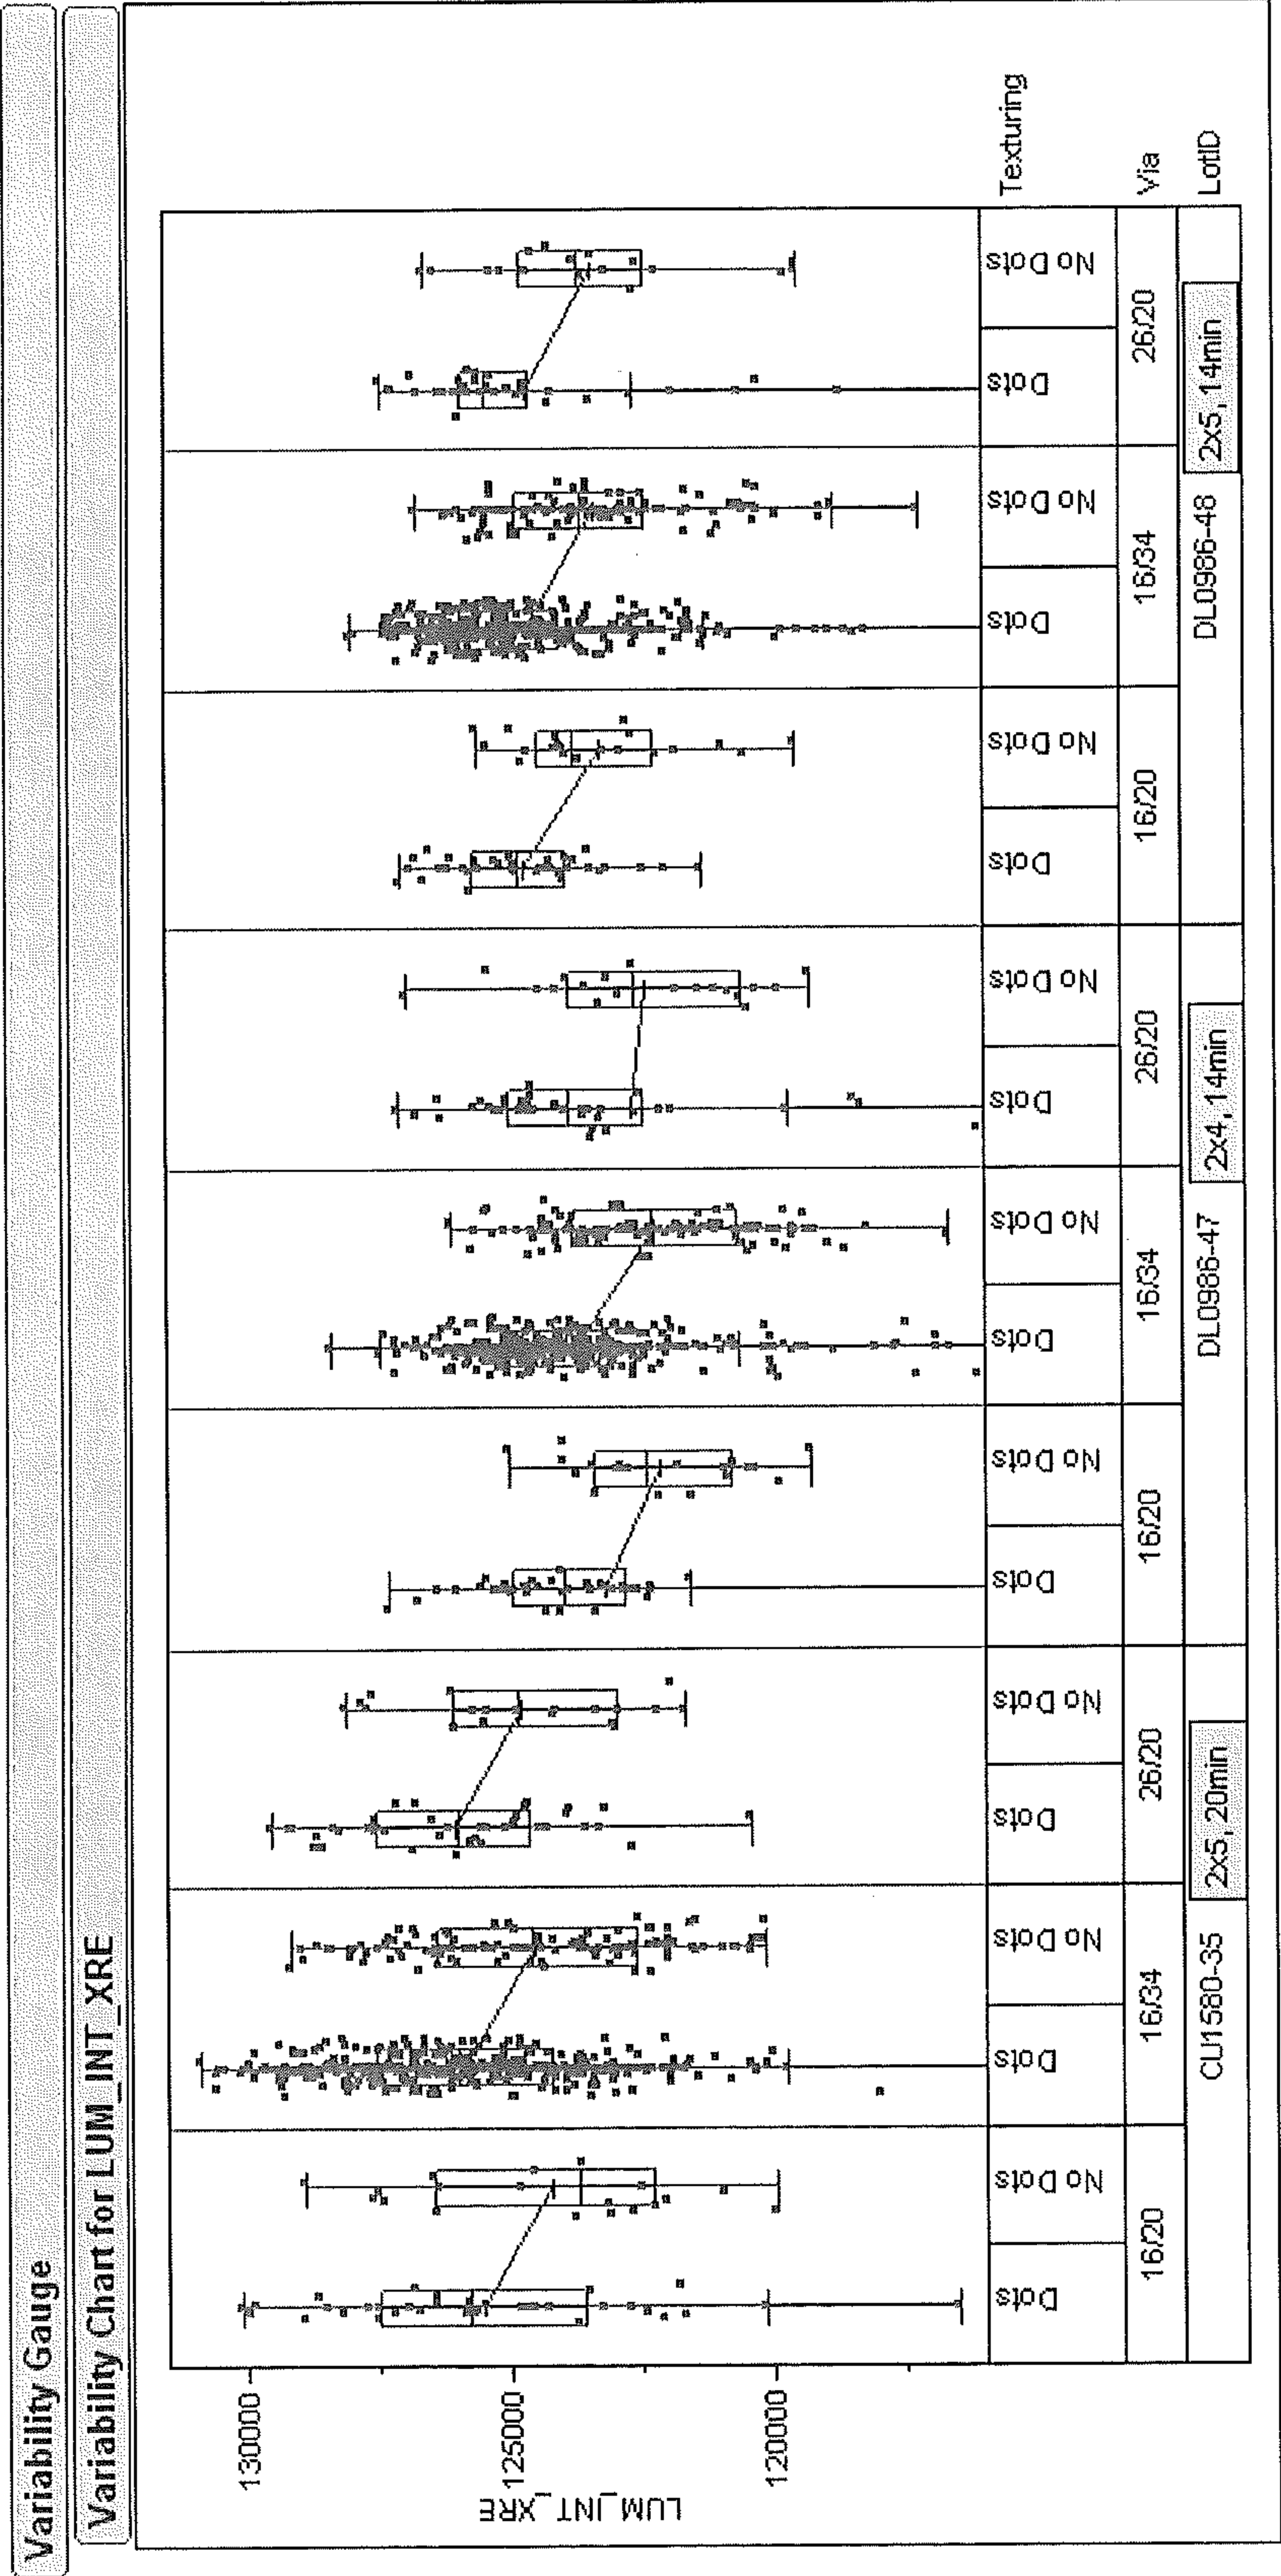 Variability Gauge
Variability Chart for LUM_INT_XRE
130000
125000
120000
LUM_INT_XRE
Dots No Dots Dots No Dots Dots No Dots Dots No Dots Dots No Dots Dots No Dots Dots No Dots Dots No Dots Dots No Dots Texturing
16/20 16/34 26/20 16/20 16/34 26/20 16/20 16/34 26/20 Via
CU1580-35 2x5, 20min DL0986-47 2x4, 14min DL0986-48 2x5, 14min LotID